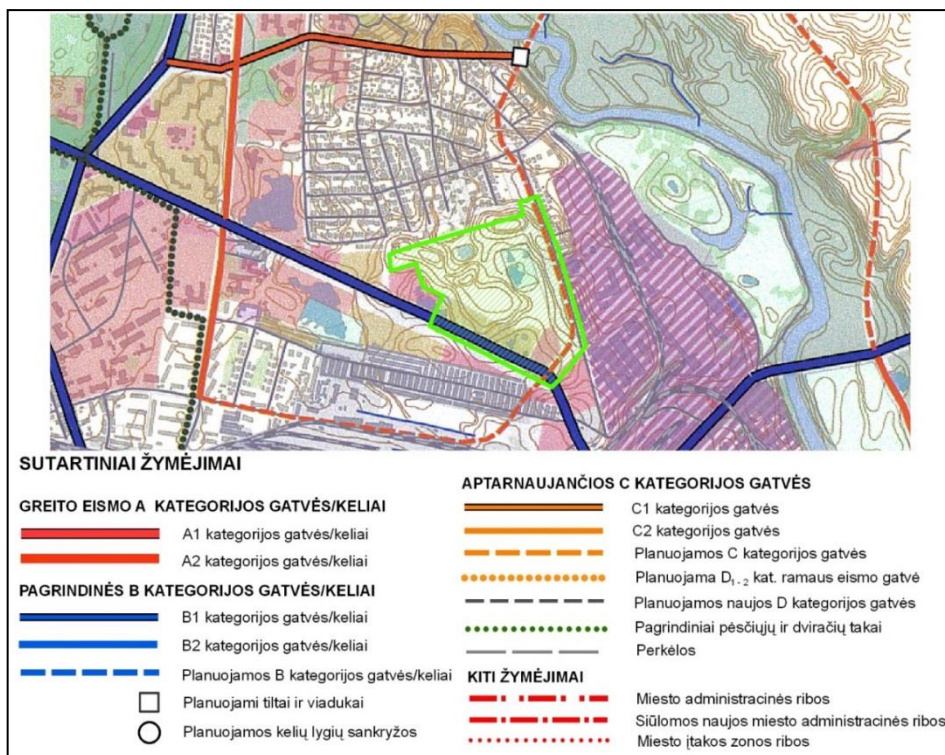 SUTARTINIAI ŽYMĖJIMAI
GREITO EISMO A KATEGORIJOS GATVĖS/KELIAI
A1 kategorijos gatvės/keliai
A2 kategorijos gatvės/keliai
PAGRINDINĖS B KATEGORIJOS GATVĖS/KELIAI
B1 kategorijos gatvės/keliai
B2 kategorijos gatvės/keliai
Planuojamos B kategorijos gatvės/keliai
Planuojami tiltai ir viadukai
Planuojamos kelių lygių sankryžos
APTARNAUJANČIOS C KATEGORIJOS GATVĖS
C1 kategorijos gatvės
C2 kategorijos gatvės
Planuojamos C kategorijos gatvės
Planuojama D1-2 kat. ramaus eismo gatvė
Planuojamos naujos D kategorijos gatvės
Pagrindiniai pėsčiųjų ir dviračių takai
Perkėlos
KITI ŽYMĖJIMAI
Miesto administracinės ribos
Siūlomos naujos miesto administracinės ribos
Miesto įtakos zonos ribos